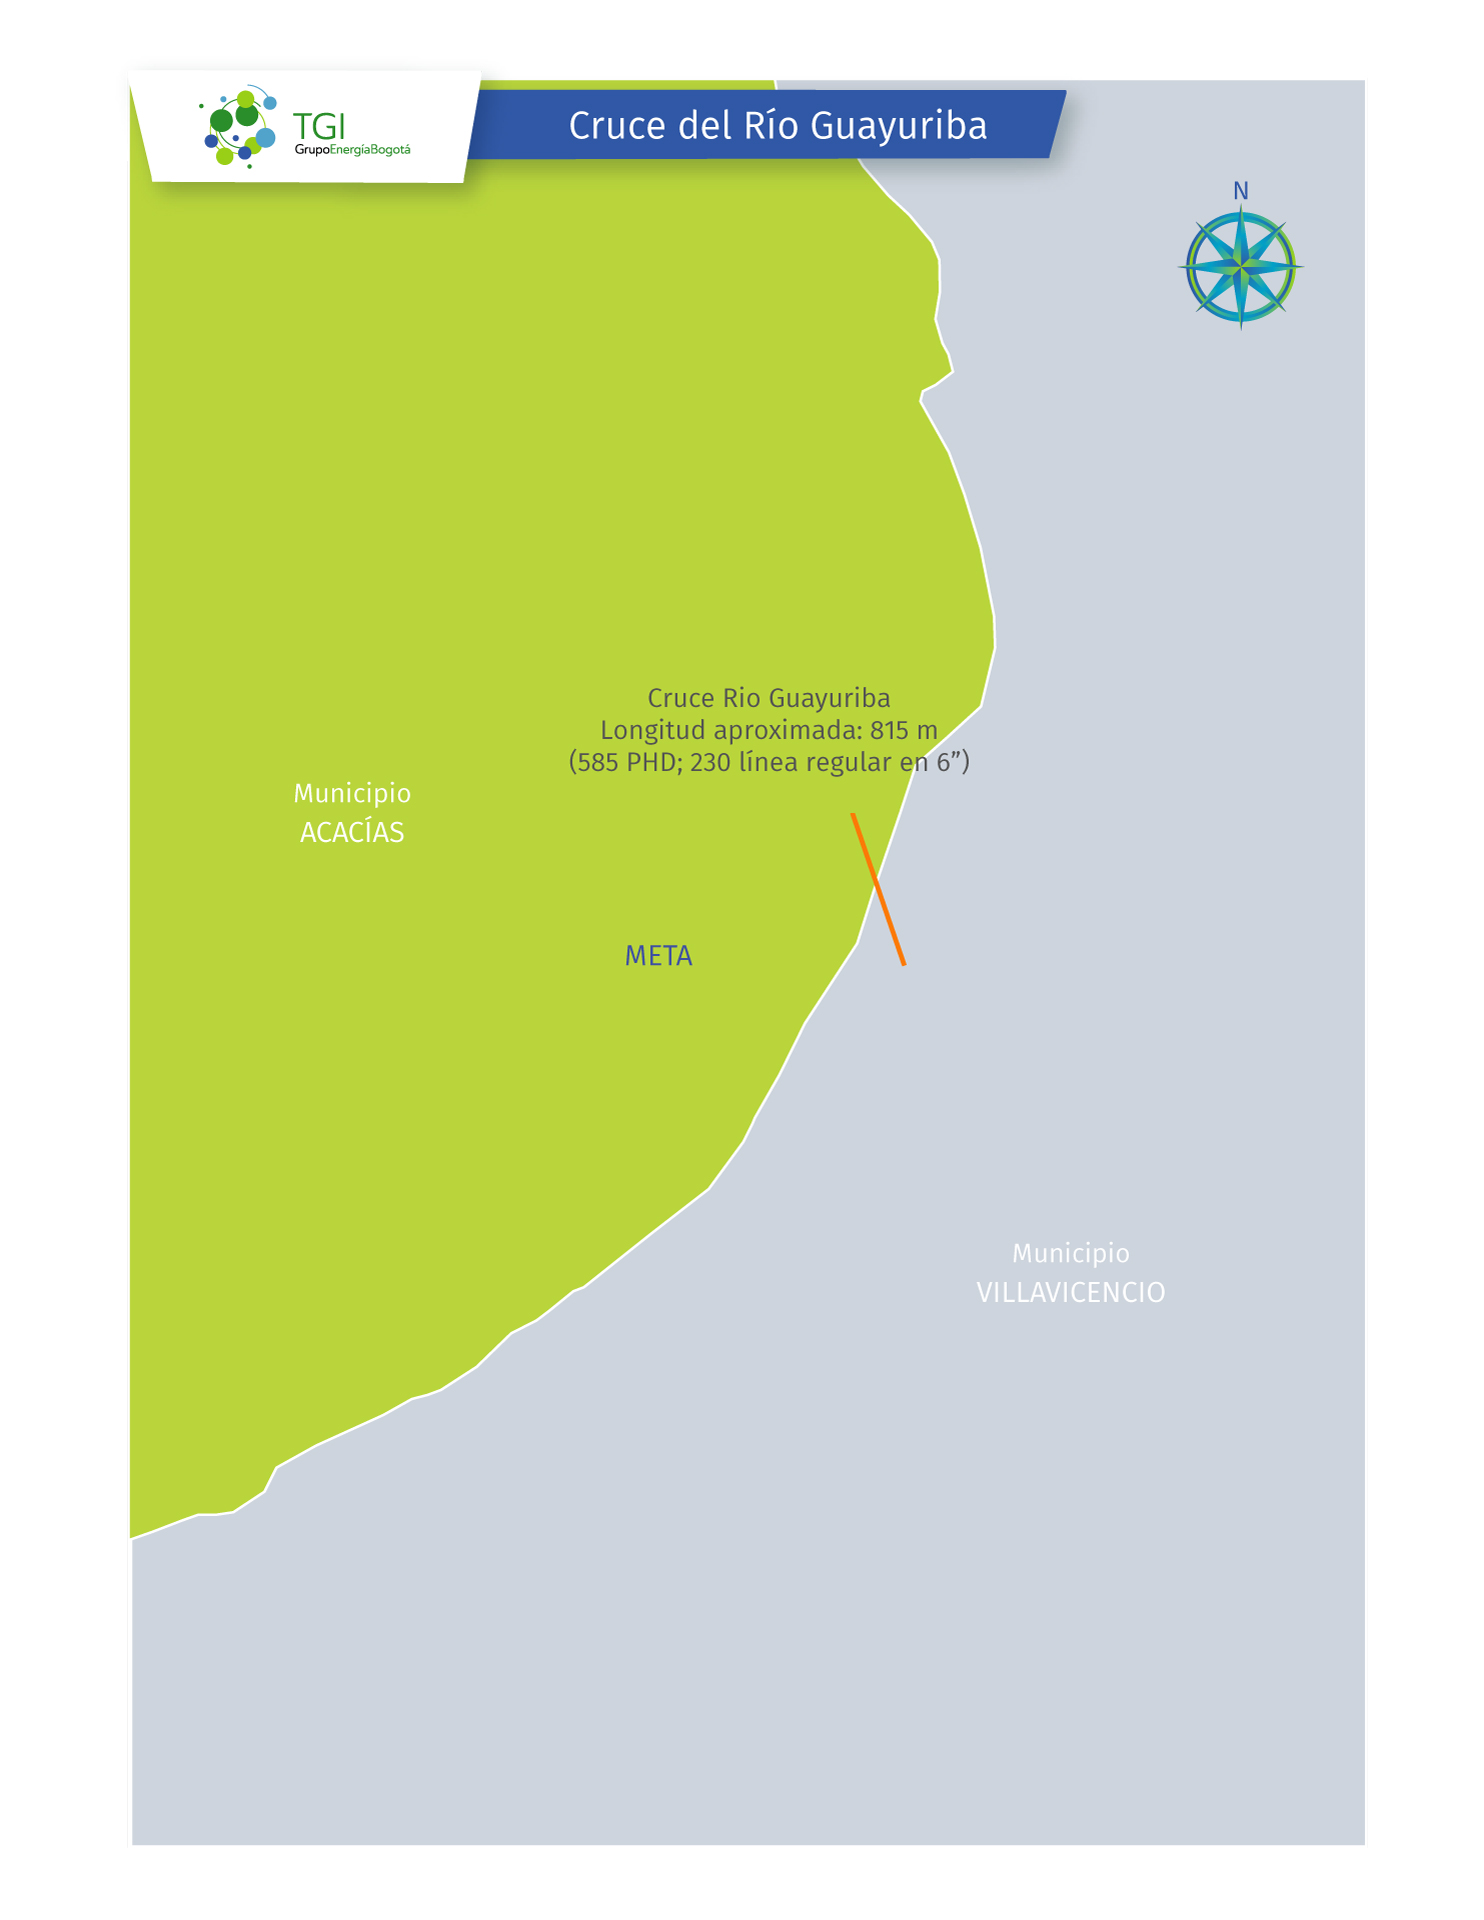 TGI
GrupoEnergíaBogotá
Cruce del Río Guayuriba
N
Cruce Rio Guayuriba
Longitud aproximada: 815 m
(585 PHD; 230 línea regular en 6”)
Municipio
ACACÍAS
META
Municipio
VILLAVICENCIO